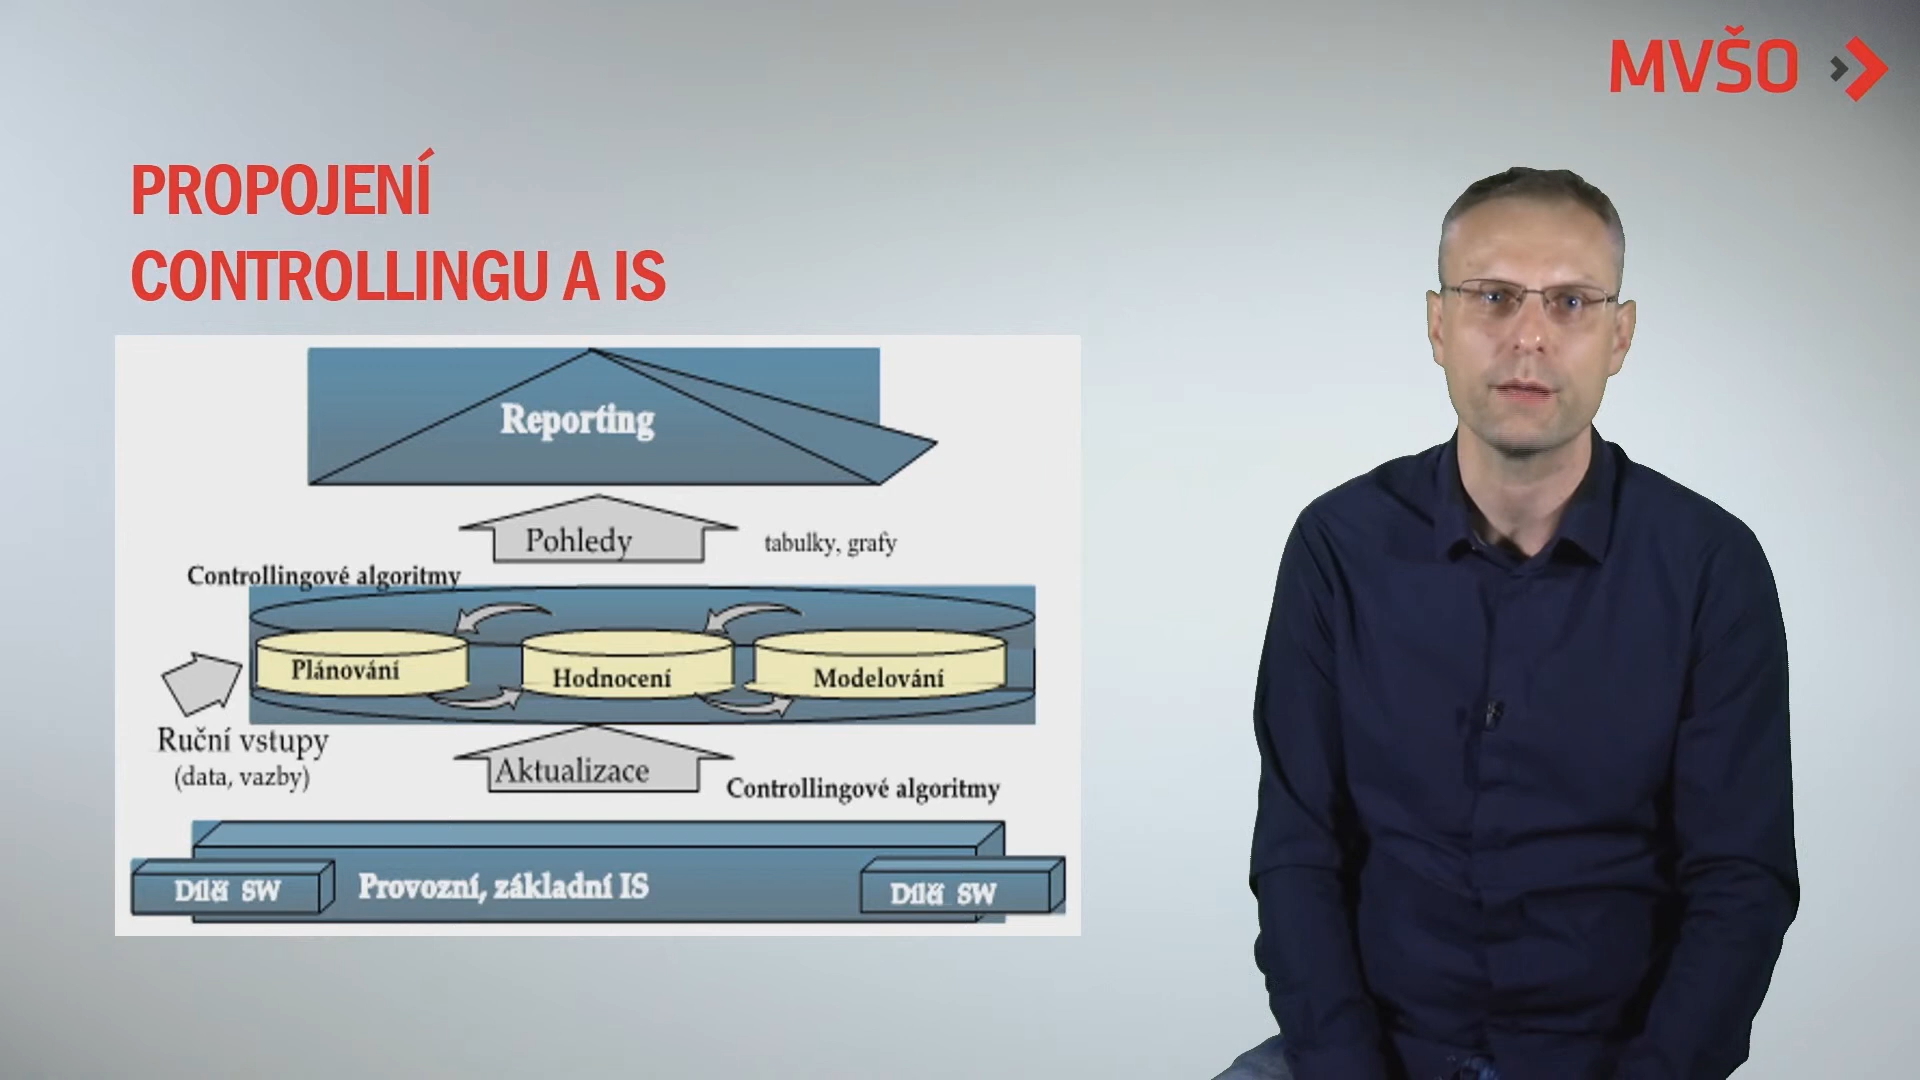 MVŠO
PROPOJENÍ
CONTROLLINGU A IS
Reporting
Pohledy
tabulky, grafy
Controllingové algoritmy
Plánování
Hodnocení
Modelování
Ruční vstupy
(data, vazby)
Aktualizace
Controllingové algoritmy
Dílčí SW
Provozní, základní IS
Dílčí SW